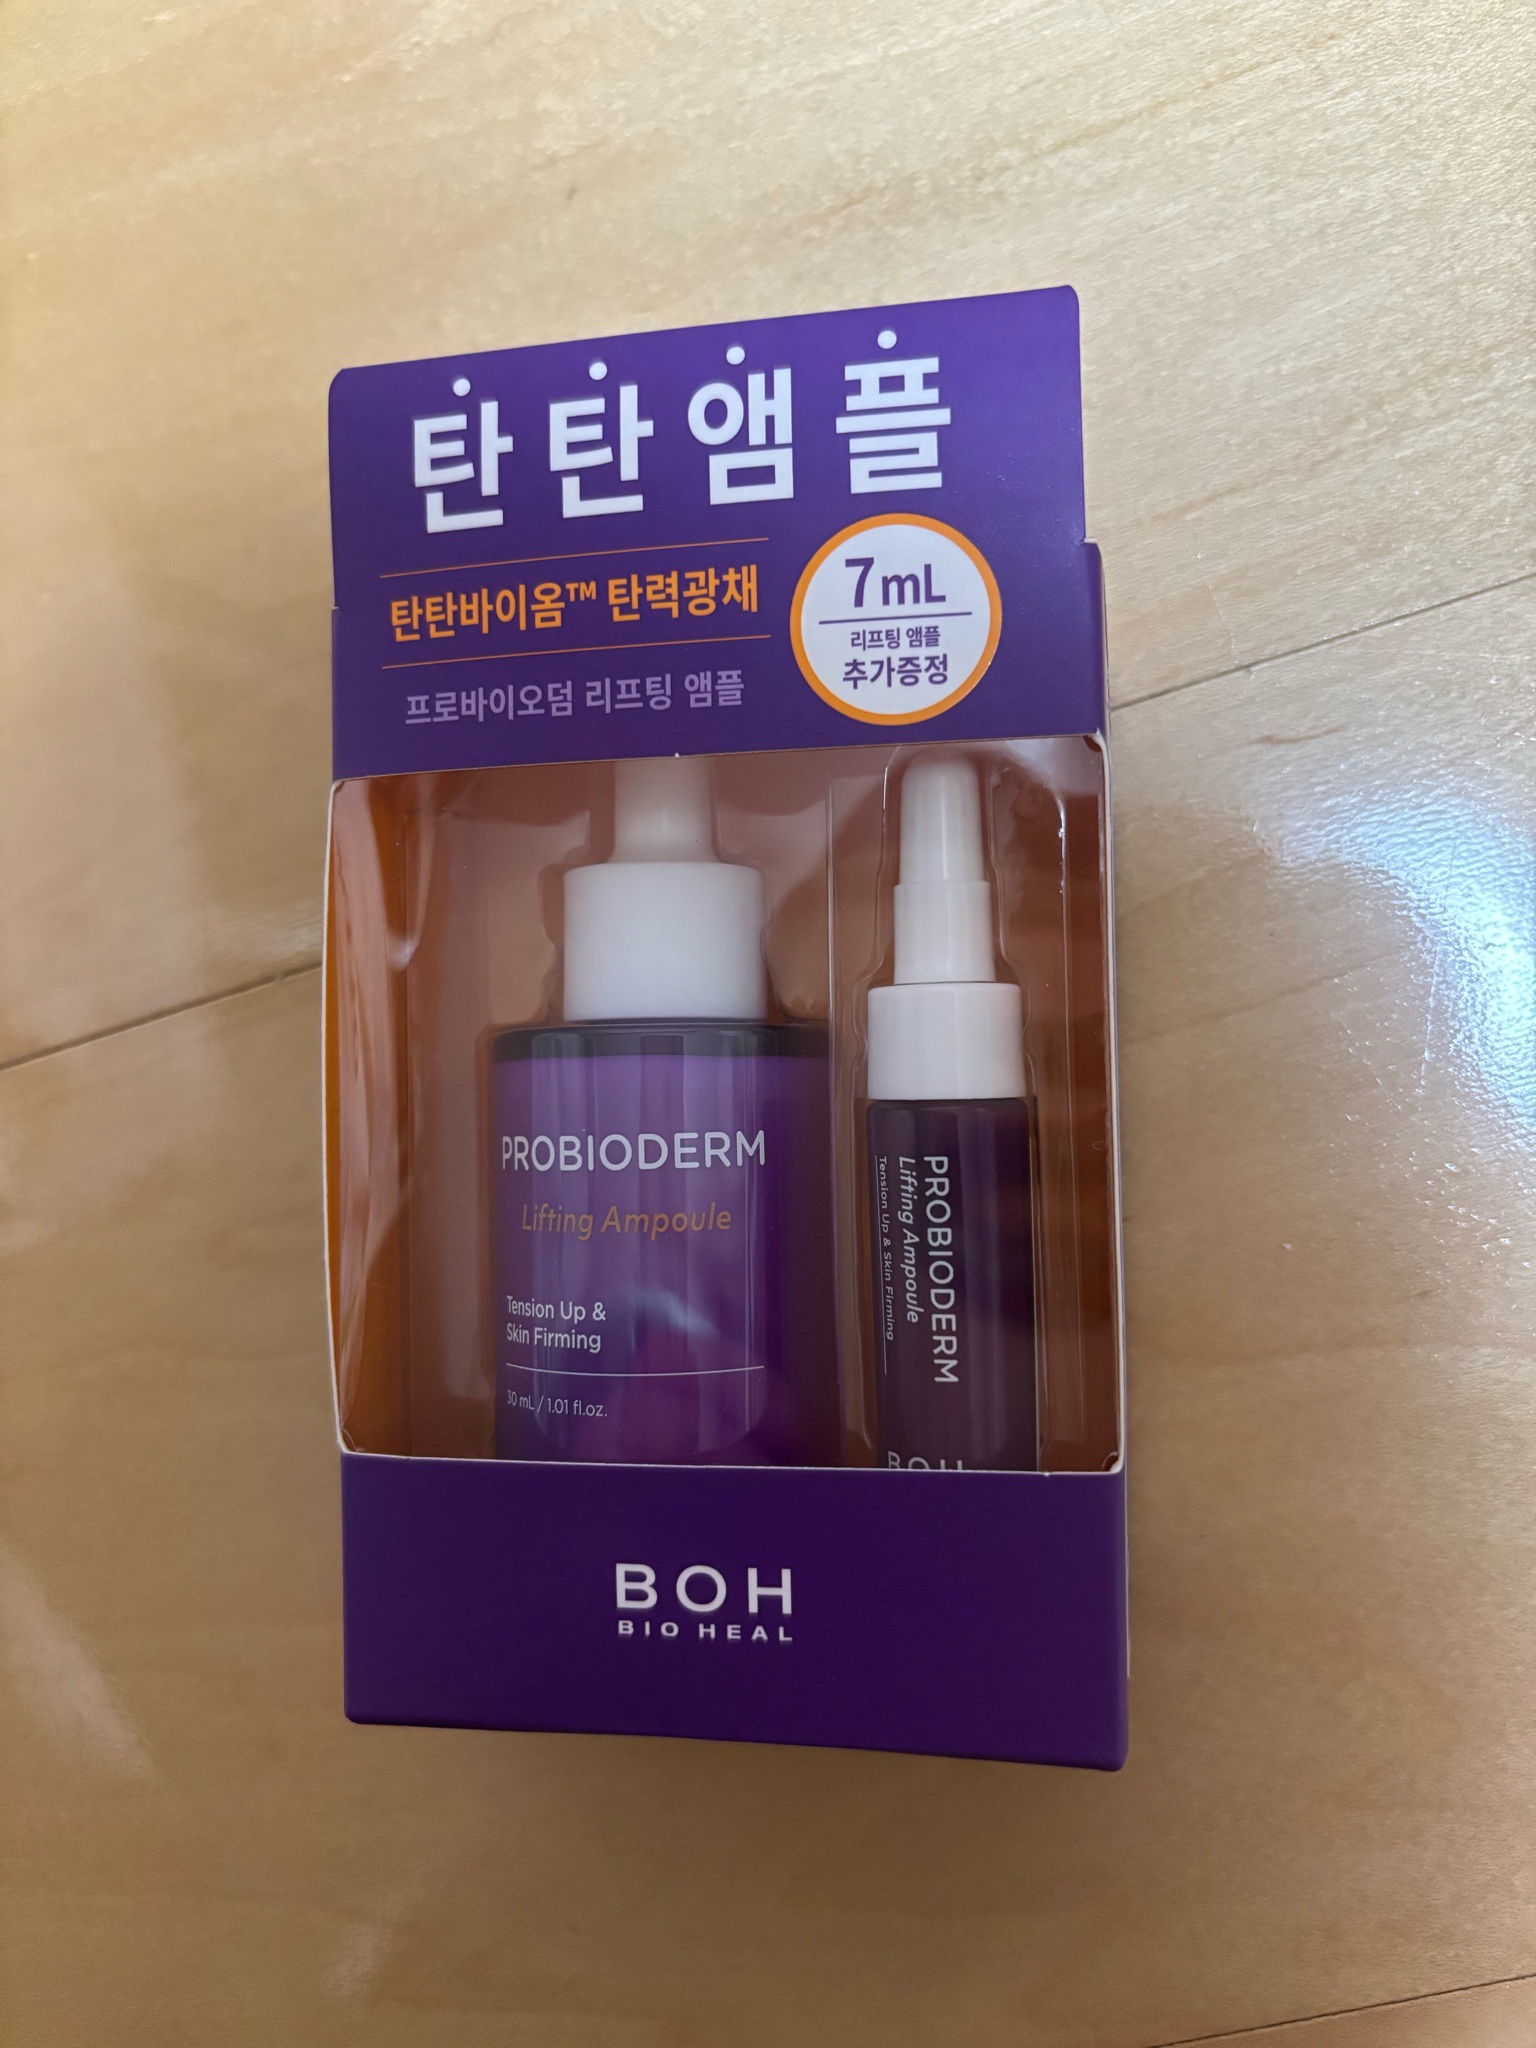 탄탄앰플
탄탄바이옴™ 탄력광채
프로바이오덤 리프팅 앰플
7mL
리프팅 앰플
추가증정
PROBIODERM
Lifting Ampoule
Tension Up &
Skin Firming
30 mL / 1.01 fl.oz.
PROBIODERM
Lifting Ampoule
Tension Up & Skin Firming
BOH
BOH
BIO HEAL